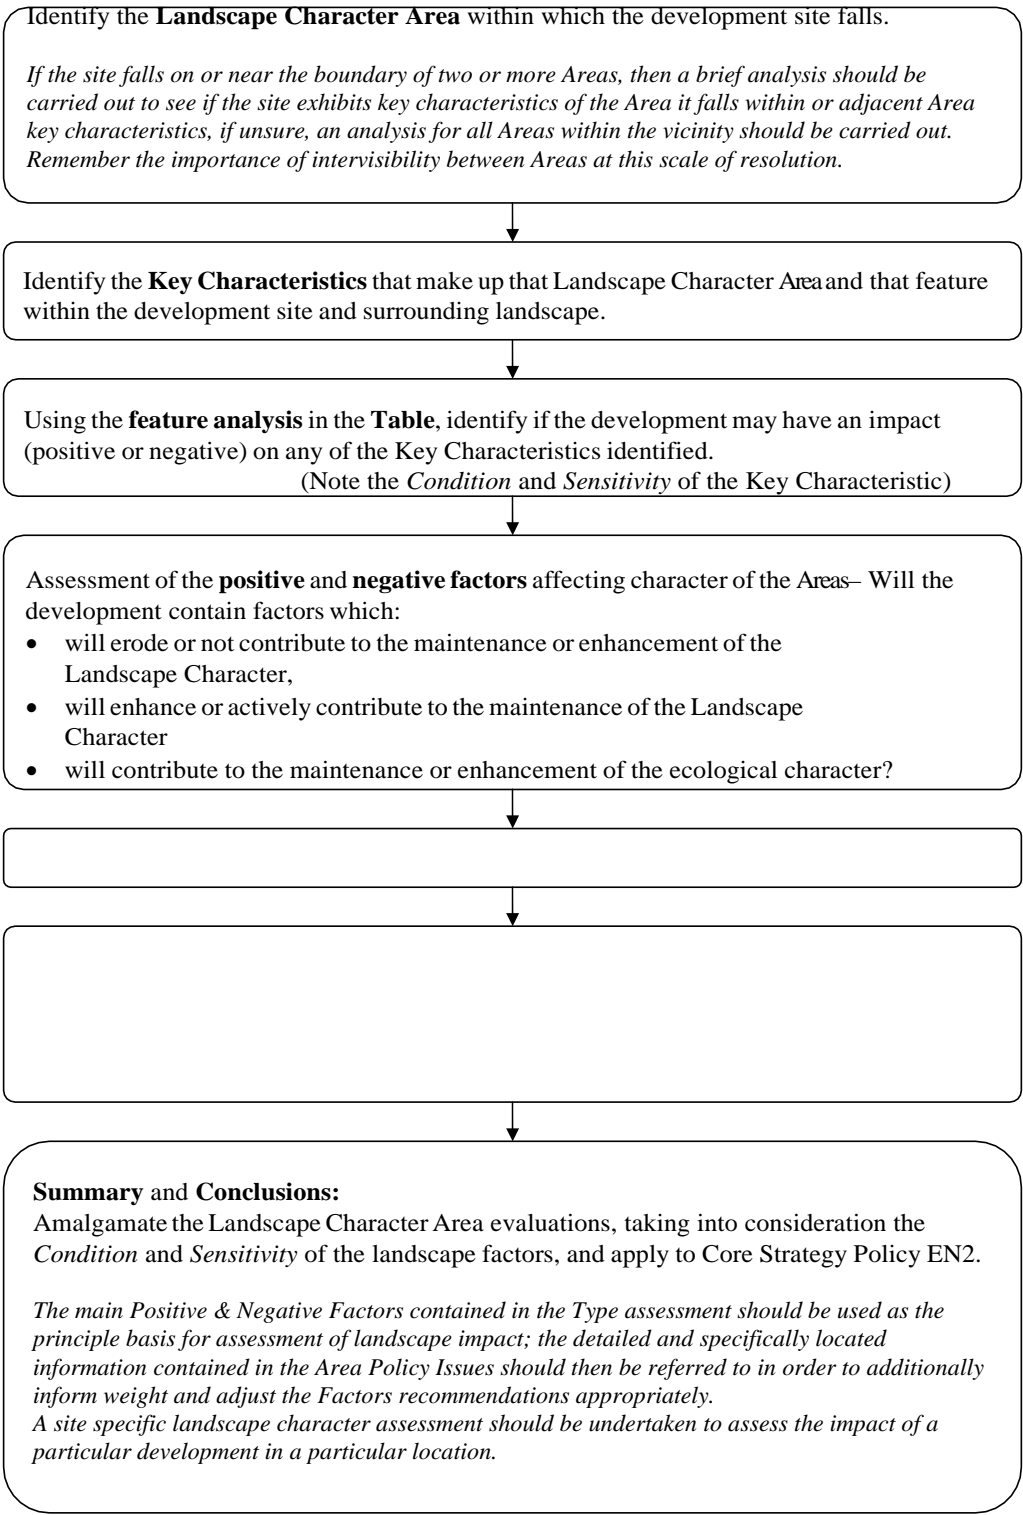 Identify the Landscape Character Area within which the development site falls.
If the site falls on or near the boundary of two or more Areas, then a brief analysis should be
carried out to see if the site exhibits key characteristics of the Area it falls within or adjacent Area
key characteristics, if unsure, an analysis for all Areas within the vicinity should be carried out.
Remember the importance of intervisibility between Areas at this scale of resolution.
Identify the Key Characteristics that make up that Landscape Character Area and that feature
within the development site and surrounding landscape.
Using the feature analysis in the Table, identify if the development may have an impact
(positive or negative) on any of the Key Characteristics identified.
(Note the Condition and Sensitivity of the Key Characteristic)
Assessment of the positive and negative factors affecting character of the Areas– Will the
development contain factors which:
• will erode or not contribute to the maintenance or enhancement of the
Landscape Character,
• will enhance or actively contribute to the maintenance of the Landscape
Character
• will contribute to the maintenance or enhancement of the ecological character?
Summary and Conclusions:
Amalgamate the Landscape Character Area evaluations, taking into consideration the
Condition and Sensitivity of the landscape factors, and apply to Core Strategy Policy EN2.
The main Positive & Negative Factors contained in the Type assessment should be used as the
principle basis for assessment of landscape impact; the detailed and specifically located
information contained in the Area Policy Issues should then be referred to in order to additionally
inform weight and adjust the Factors recommendations appropriately.
A site specific landscape character assessment should be undertaken to assess the impact of a
particular development in a particular location.